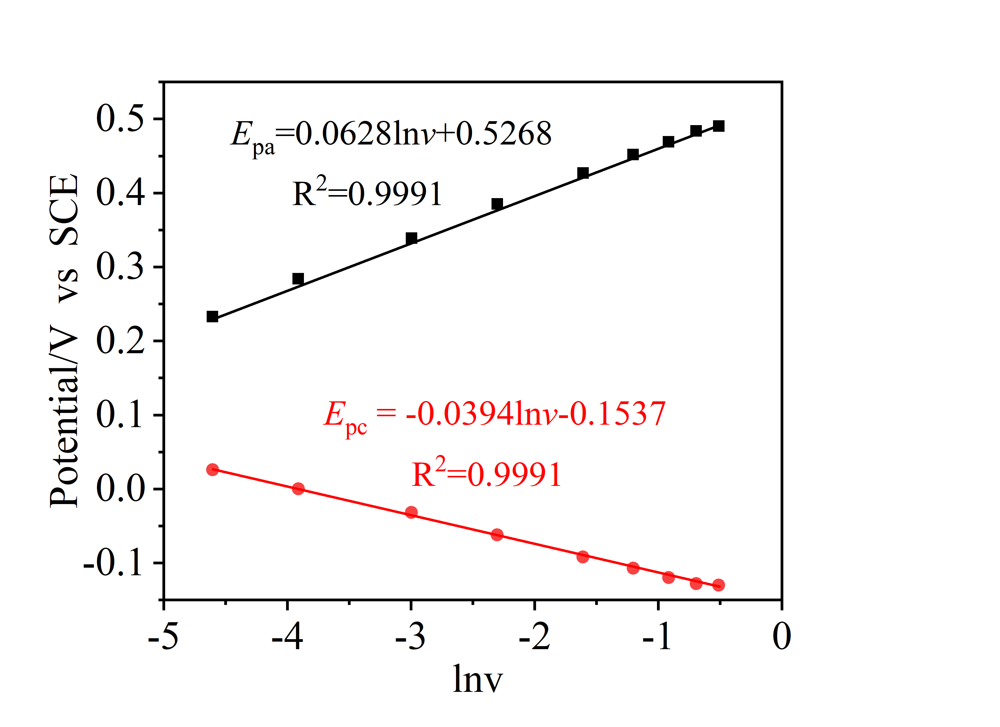 Potential/V vs SCE
0.5
0.4
0.3
0.2
0.1
0.0
-0.1
E_pa=0.0628lnv+0.5268
R²=0.9991
E_pc = -0.0394lnv-0.1537
R²=0.9991
-5 -4 -3 -2 -1 0
lnv